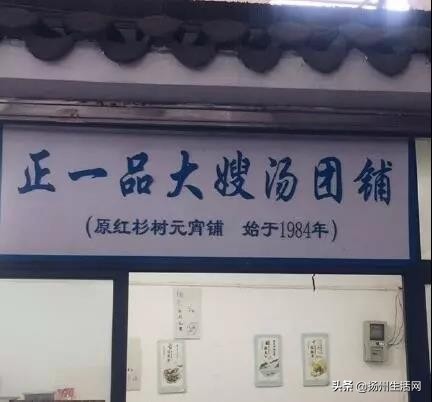 正一品大嫂汤团铺
(原红杉树元宵铺 始于1984年)
头条 @扬州生活网